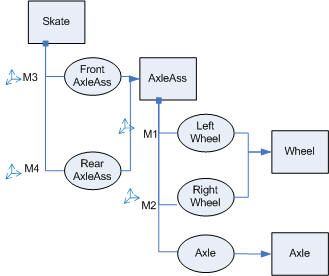 Skate
Front
AxleAss
AxleAss
M3
M1
Left
Wheel
Wheel
Rear
AxleAss
M4
M2
Right
Wheel
Axle
Axle